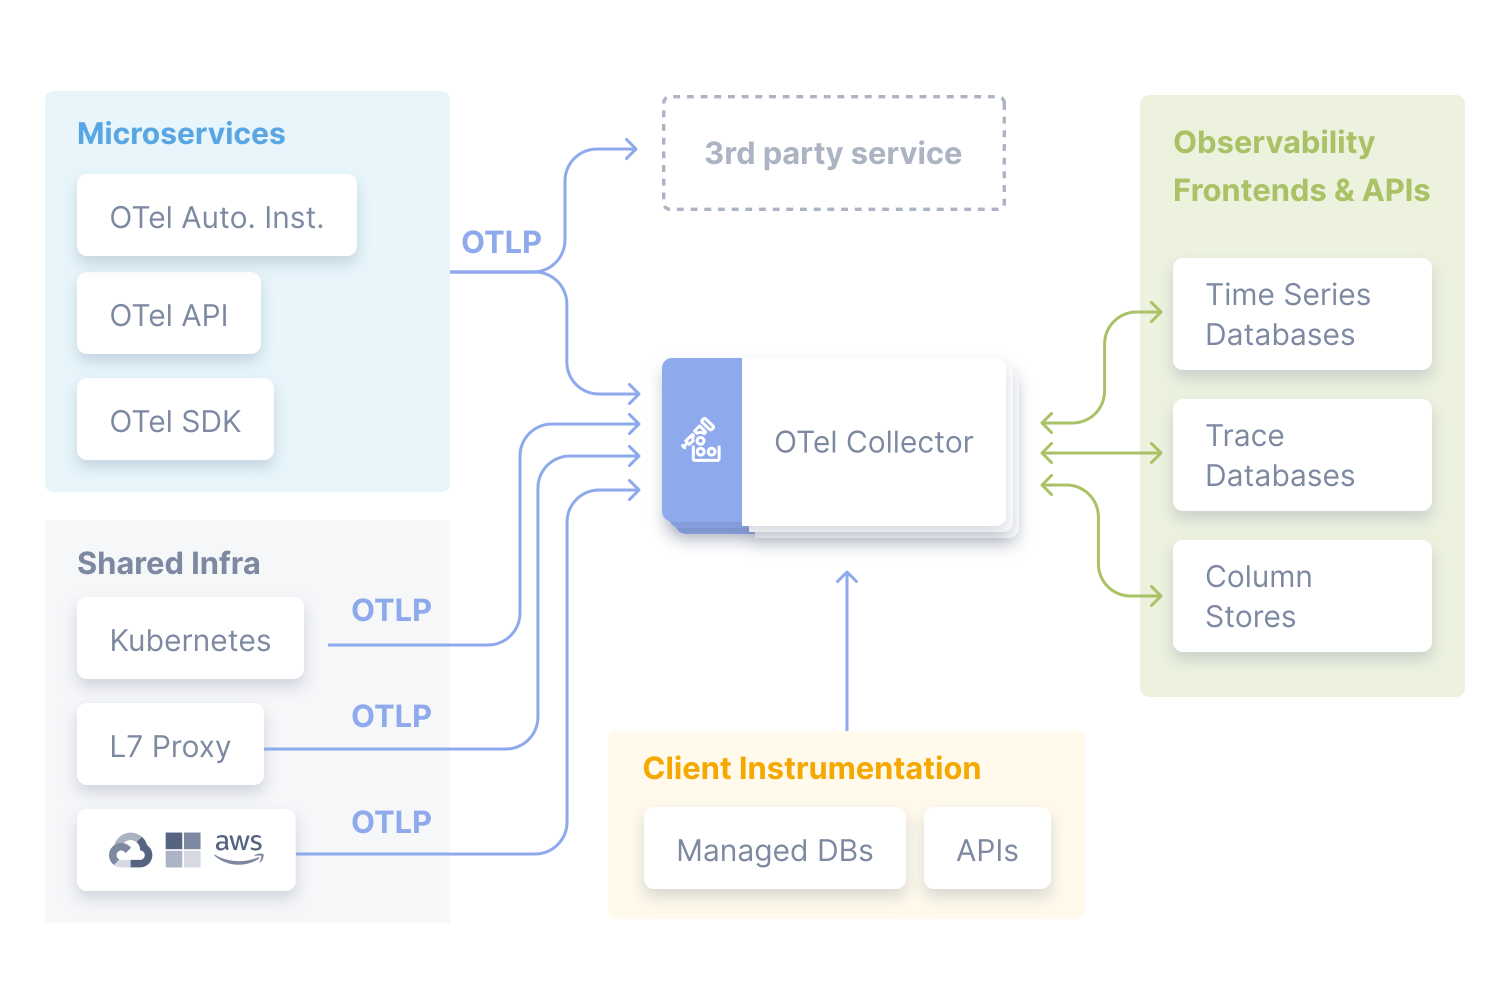 Microservices
OTel Auto. Inst.
OTel API
OTel SDK
OTLP
3rd party service
OTel Collector
Observability
Frontends & APIs
Time Series
Databases
Trace
Databases
Column
Stores
Shared Infra
Kubernetes
OTLP
L7 Proxy
OTLP
aws
OTLP
Client Instrumentation
Managed DBs
APIs